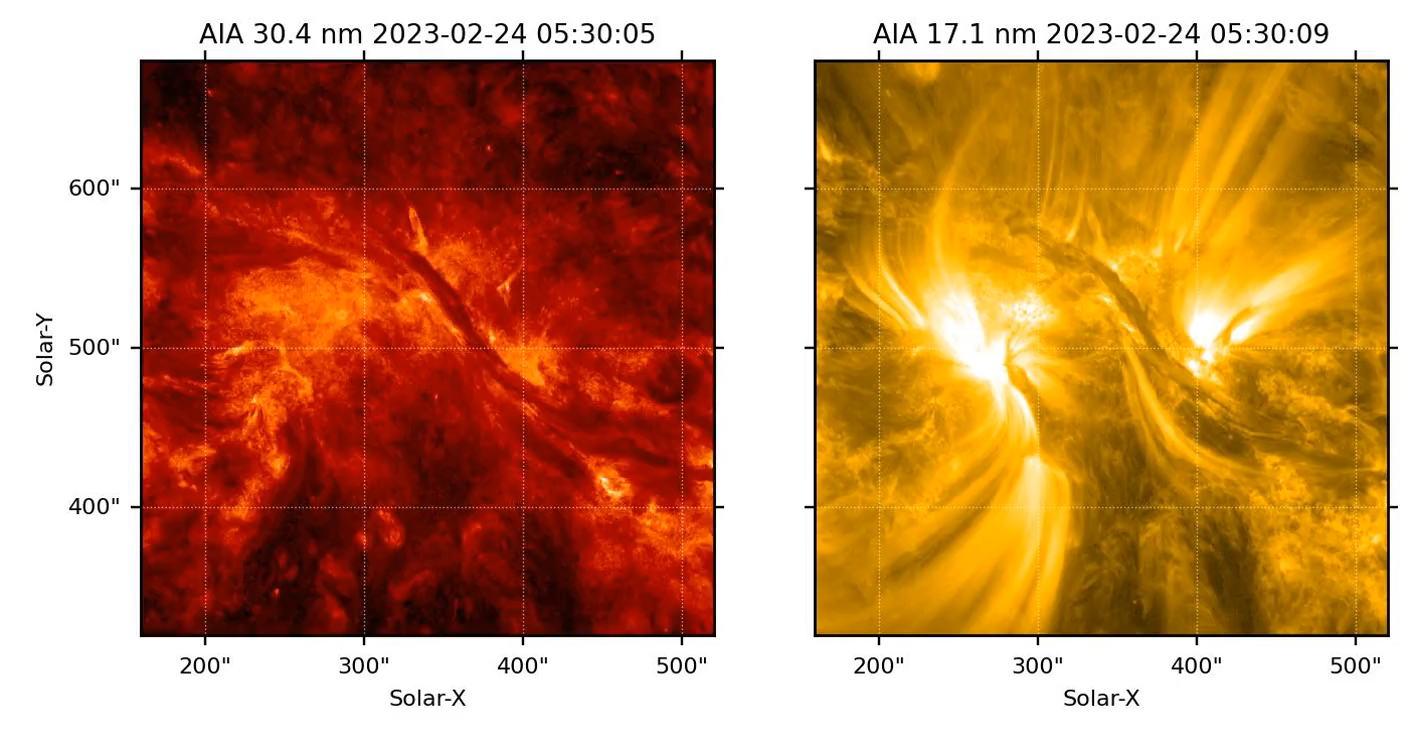 AIA 30.4 nm 2023-02-24 05:30:05
AIA 17.1 nm 2023-02-24 05:30:09
Solar-Y
600"
500"
400"
200" 300" 400" 500"
Solar-X
200" 300" 400" 500"
Solar-X